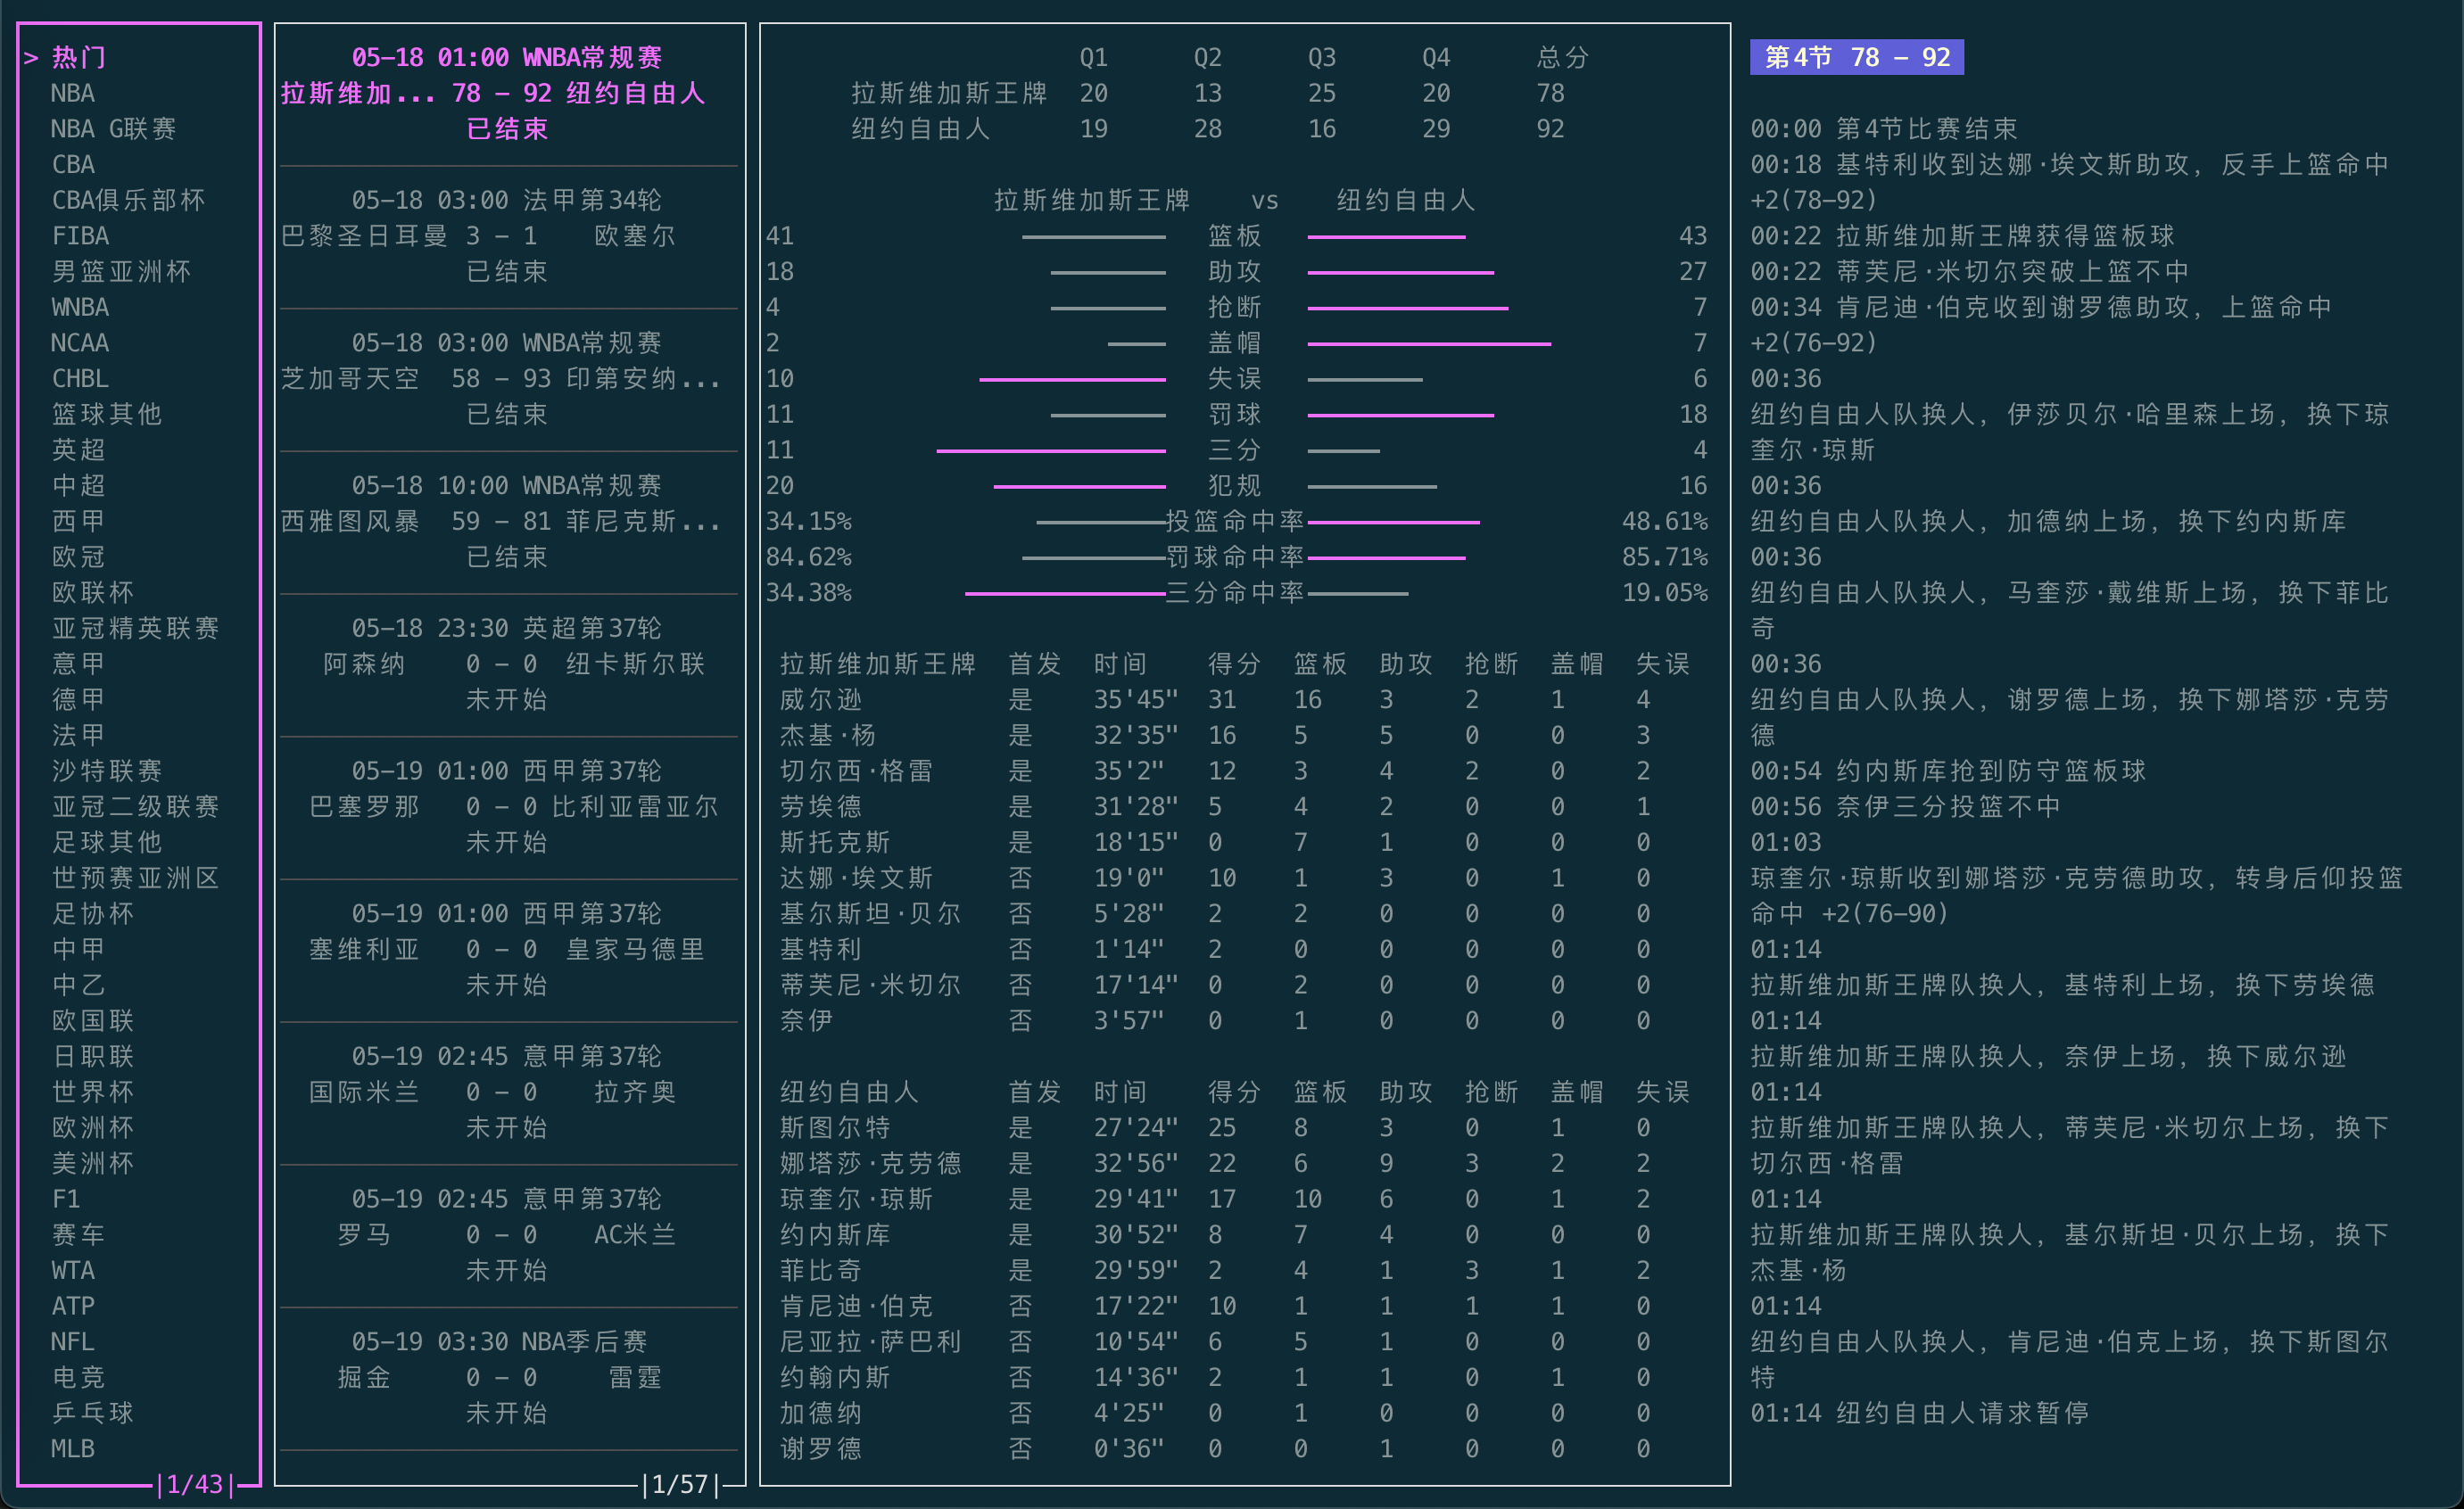 > 热门
NBA
NBA G联赛
CBA
CBA俱乐部杯
FIBA
男篮亚洲杯
WNBA
NCAA
CHBL
篮球其他
英超
中超
西甲
欧冠
欧联杯
亚冠精英联赛
意甲
德甲
法甲
沙特联赛
亚冠二级联赛
足球其他
世预赛亚洲区
足协杯
中甲
中乙
欧国联
日职联
世界杯
欧洲杯
美洲杯
F1
赛车
WTA
ATP
NFL
电竞
乒乓球
MLB
|1/43|
05-18 01:00 WNBA常规赛
拉斯维加... 78 - 92 纽约自由人
已结束
05-18 03:00 法甲第34轮
巴黎圣日耳曼 3 - 1 欧塞尔
已结束
05-18 03:00 WNBA常规赛
芝加哥天空 58 - 93 印第安纳...
已结束
05-18 10:00 WNBA常规赛
西雅图风暴 59 - 81 菲尼克斯...
已结束
05-18 23:30 英超第37轮
阿森纳 0 - 0 纽卡斯尔联
未开始
05-19 01:00 西甲第37轮
巴塞罗那 0 - 0 比利亚雷亚尔
未开始
05-19 01:00 西甲第37轮
塞维利亚 0 - 0 皇家马德里
未开始
05-19 02:45 意甲第37轮
国际米兰 0 - 0 拉齐奥
未开始
05-19 02:45 意甲第37轮
罗马 0 - 0 AC米兰
未开始
05-19 03:30 NBA季后赛
掘金 0 - 0 雷霆
未开始
|1/57|
Q1 Q2 Q3 Q4 总分
拉斯维加斯王牌 20 13 25 20 78
纽约自由人 19 28 16 29 92
拉斯维加斯王牌 vs 纽约自由人
41 篮板 43
18 助攻 27
4 抢断 7
2 盖帽 7
10 失误 6
11 罚球 18
11 三分 4
20 犯规 16
34.15% 投篮命中率 48.61%
84.62% 罚球命中率 85.71%
34.38% 三分命中率 19.05%
拉斯维加斯王牌 首发 时间 得分 篮板 助攻 抢断 盖帽 失误
威尔逊 是 35'45" 31 16 3 2 1 4
杰基·杨 是 32'35" 16 5 5 0 0 3
切尔西·格雷 是 35'2" 12 3 4 2 0 2
劳埃德 是 31'28" 5 4 2 0 0 1
斯托克斯 是 18'15" 0 7 1 0 0 0
达娜·埃文斯 否 19'0" 10 1 3 0 1 0
基尔斯坦·贝尔 否 5'28" 2 2 0 0 0 0
基特利 否 1'14" 2 0 0 0 0 0
蒂芙尼·米切尔 否 17'14" 0 2 0 0 0 0
奈伊 否 3'57" 0 1 0 0 0 0
纽约自由人 首发 时间 得分 篮板 助攻 抢断 盖帽 失误
斯图尔特 是 27'24" 25 8 3 0 1 0
娜塔莎·克劳德 是 32'56" 22 6 9 3 2 2
琼奎尔·琼斯 是 29'41" 17 10 6 0 1 2
约内斯库 是 30'52" 8 7 4 0 0 0
菲比奇 是 29'59" 2 4 1 3 1 2
肯尼迪·伯克 否 17'22" 10 1 1 1 1 0
尼亚拉·萨巴利 否 10'54" 6 5 1 0 0 0
约翰内斯 否 14'36" 2 1 1 0 1 0
加德纳 否 4'25" 0 1 0 0 0 0
谢罗德 否 0'36" 0 0 1 0 0 0
第4节 78 - 92
00:00 第4节比赛结束
00:18 基特利收到达娜·埃文斯助攻，反手上篮命中
+2(78-92)
00:22 拉斯维加斯王牌获得篮板球
00:22 蒂芙尼·米切尔突破上篮不中
00:34 肯尼迪·伯克收到谢罗德助攻，上篮命中
+2(76-92)
00:36
纽约自由人队换人，伊莎贝尔·哈里森上场，换下琼
奎尔·琼斯
00:36
纽约自由人队换人，加德纳上场，换下约内斯库
00:36
纽约自由人队换人，马奎莎·戴维斯上场，换下菲比
奇
00:36
纽约自由人队换人，谢罗德上场，换下娜塔莎·克劳
德
00:54 约内斯库抢到防守篮板球
00:56 奈伊三分投篮不中
01:03
琼奎尔·琼斯收到娜塔莎·克劳德助攻，转身后仰投篮
命中 +2(76-90)
01:14
拉斯维加斯王牌队换人，基特利上场，换下劳埃德
01:14
拉斯维加斯王牌队换人，奈伊上场，换下威尔逊
01:14
拉斯维加斯王牌队换人，蒂芙尼·米切尔上场，换下
切尔西·格雷
01:14
拉斯维加斯王牌队换人，基尔斯坦·贝尔上场，换下
杰基·杨
01:14
纽约自由人队换人，肯尼迪·伯克上场，换下斯图尔
特
01:14 纽约自由人请求暂停